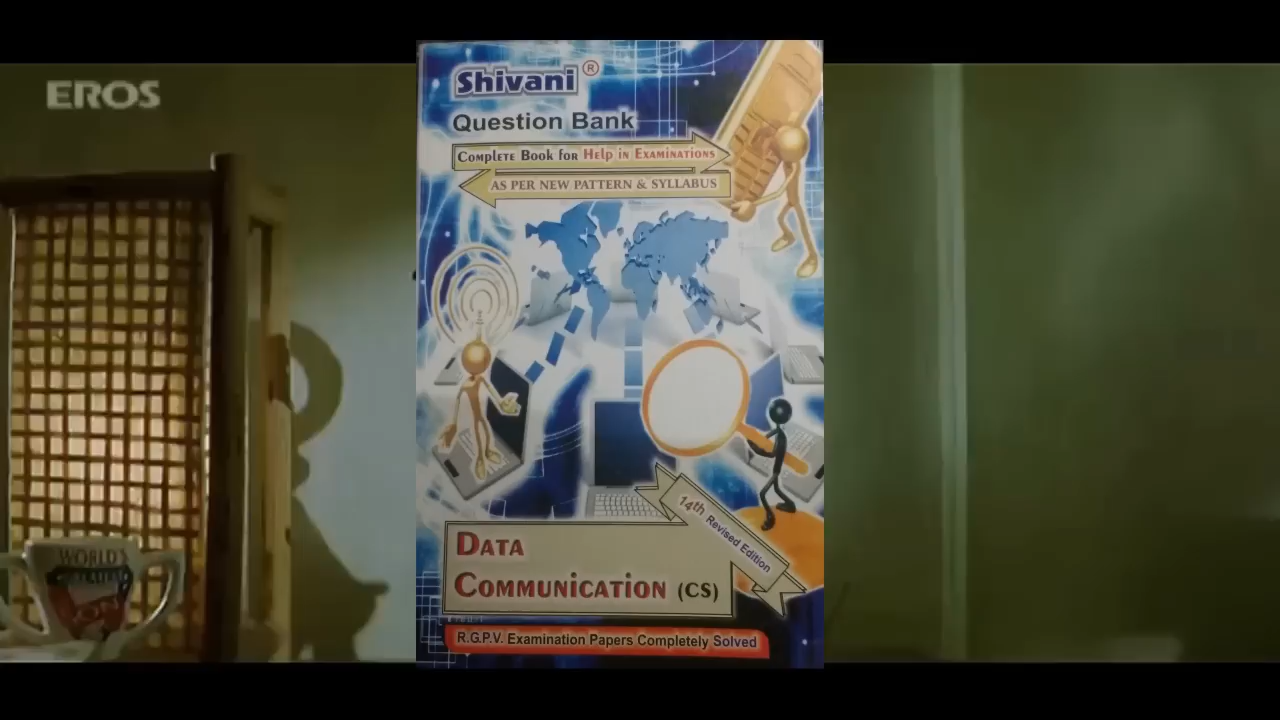 EROS
Shivani ®
Question Bank
COMPLETE BOOK FOR HELP IN EXAMINATIONS
AS PER NEW PATTERN & SYLLABUS
14th Revised Edition
DATA
COMMUNICATION (CS)
R.G.P.V. Examination Papers Completely Solved
WORLD'S